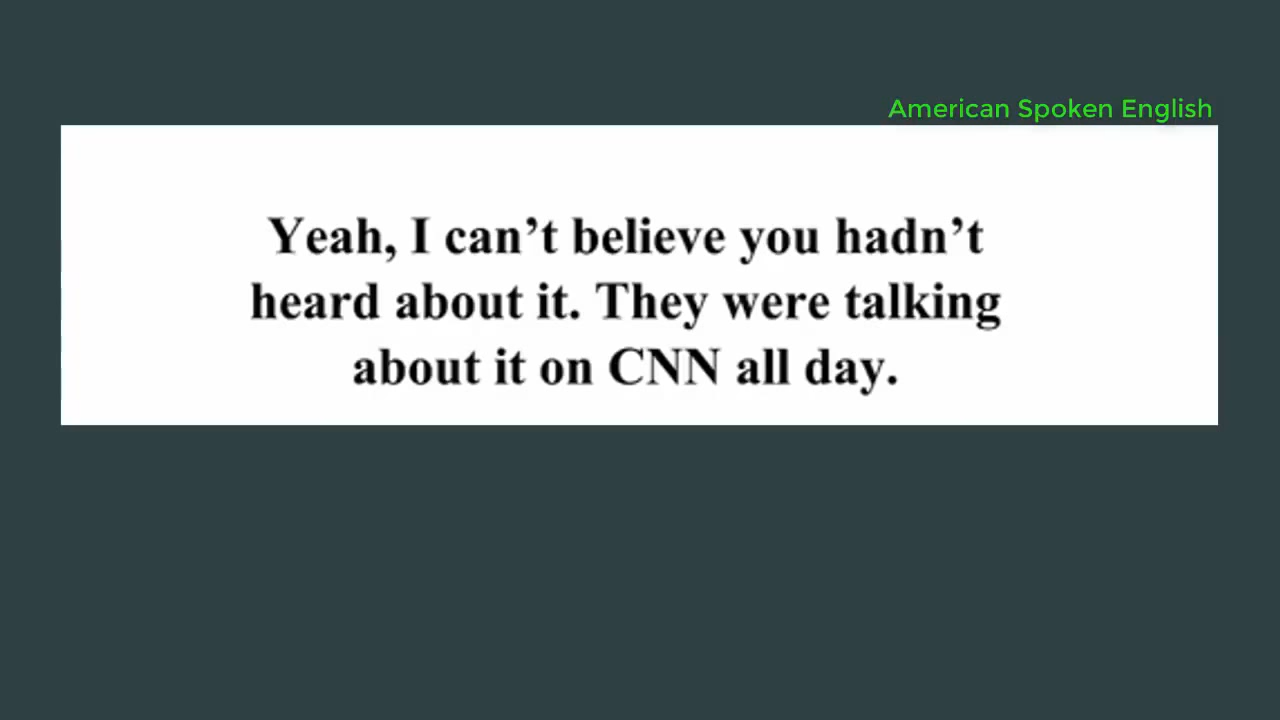 American Spoken English
Yeah, I can’t believe you hadn’t
heard about it. They were talking
about it on CNN all day.